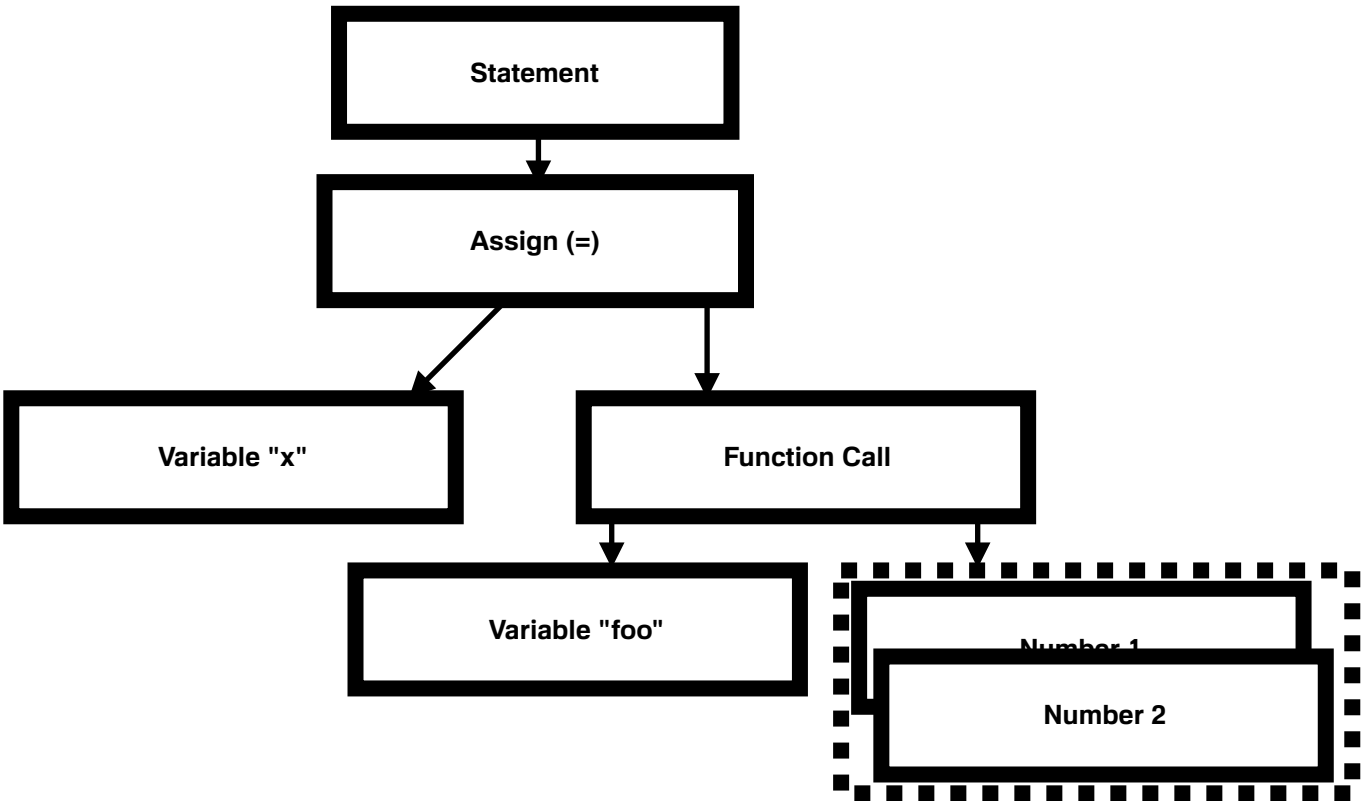 Statement
Assign (=)
Variable "x"
Function Call
Variable "foo"
Number 1
Number 2